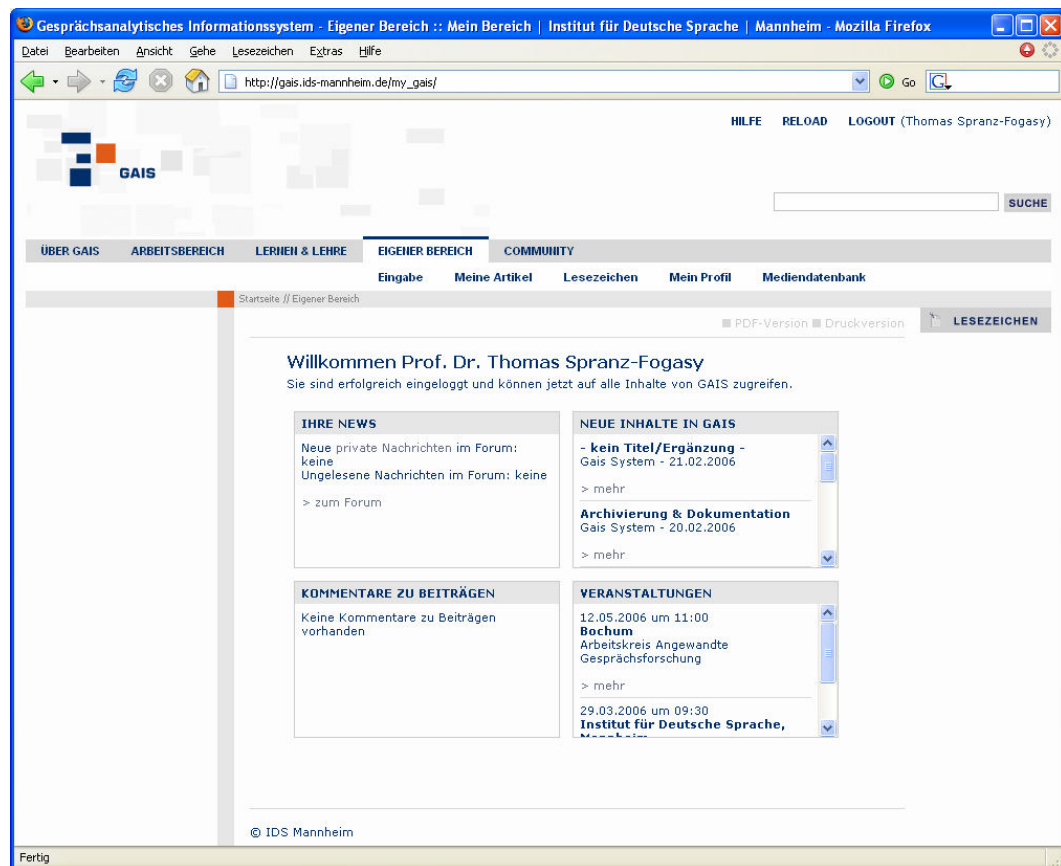 Gesprächsanalytisches Informationssystem - Eigener Bereich :: Mein Bereich | Institut für Deutsche Sprache | Mannheim - Mozilla Firefox
Datei Bearbeiten Ansicht Gehe Lesezeichen Extras Hilfe
http://gais.ids-mannheim.de/my_gais/ Go G
HILFE RELOAD LOGOUT (Thomas Spranz-Fogasy)
GAIS
SUCHE
ÜBER GAIS ARBEITSBEREICH LERNEN & LEHRE EIGENER BEREICH COMMUNITY
Eingabe Meine Artikel Lesezeichen Mein Profil Mediendatenbank
Startseite // Eigener Bereich
PDF-Version Druckversion LESEZEICHEN
Willkommen Prof. Dr. Thomas Spranz-Fogasy
Sie sind erfolgreich eingeloggt und können jetzt auf alle Inhalte von GAIS zugreifen.
IHRE NEWS
Neue private Nachrichten im Forum:
keine
Ungelesene Nachrichten im Forum: keine
> zum Forum
NEUE INHALTE IN GAIS
- kein Titel/Ergänzung -
Gais System - 21.02.2006
> mehr
Archivierung & Dokumentation
Gais System - 20.02.2006
> mehr
KOMMENTARE ZU BEITRÄGEN
Keine Kommentare zu Beiträgen
vorhanden
VERANSTALTUNGEN
12.05.2006 um 11:00
Bochum
Arbeitskreis Angewandte
Gesprächsforschung
> mehr
29.03.2006 um 09:30
Institut für Deutsche Sprache,
Mannheim
© IDS Mannheim
Fertig